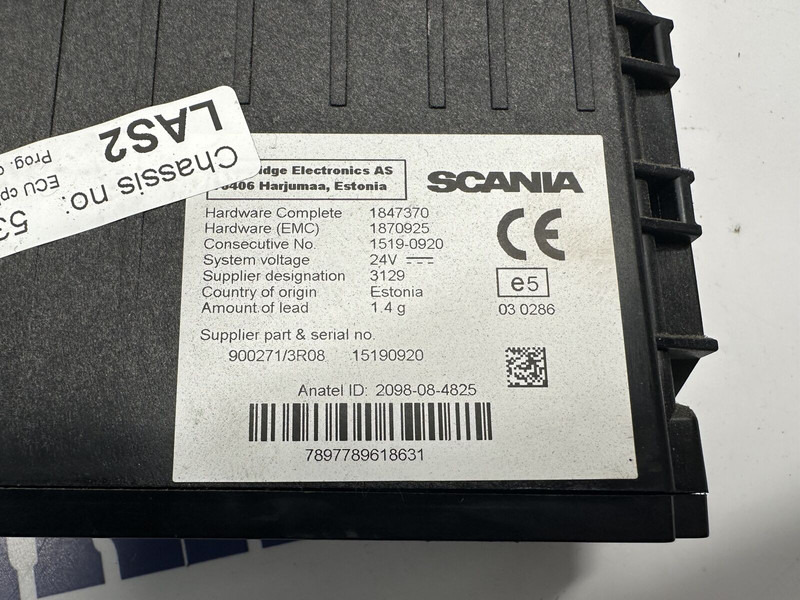 Chassis no: 53
LAS2
ECU
Prog.
idge Electronics AS
406 Harjumaa, Estonia
SCANIA
Hardware Complete 1847370
Hardware (EMC) 1870925
Consecutive No. 1519-0920
System voltage 24V
Supplier designation 3129
Country of origin Estonia
Amount of lead 1.4 g
CE
e5
03 0286
Supplier part & serial no.
900271/3R08 15190920
Anatel ID: 2098-08-4825
7897789618631